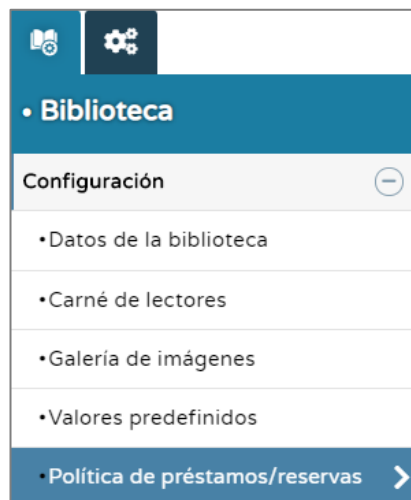 • Biblioteca
Configuración
•Datos de la biblioteca
•Carné de lectores
•Galería de imágenes
•Valores predefinidos
•Política de préstamos/reservas